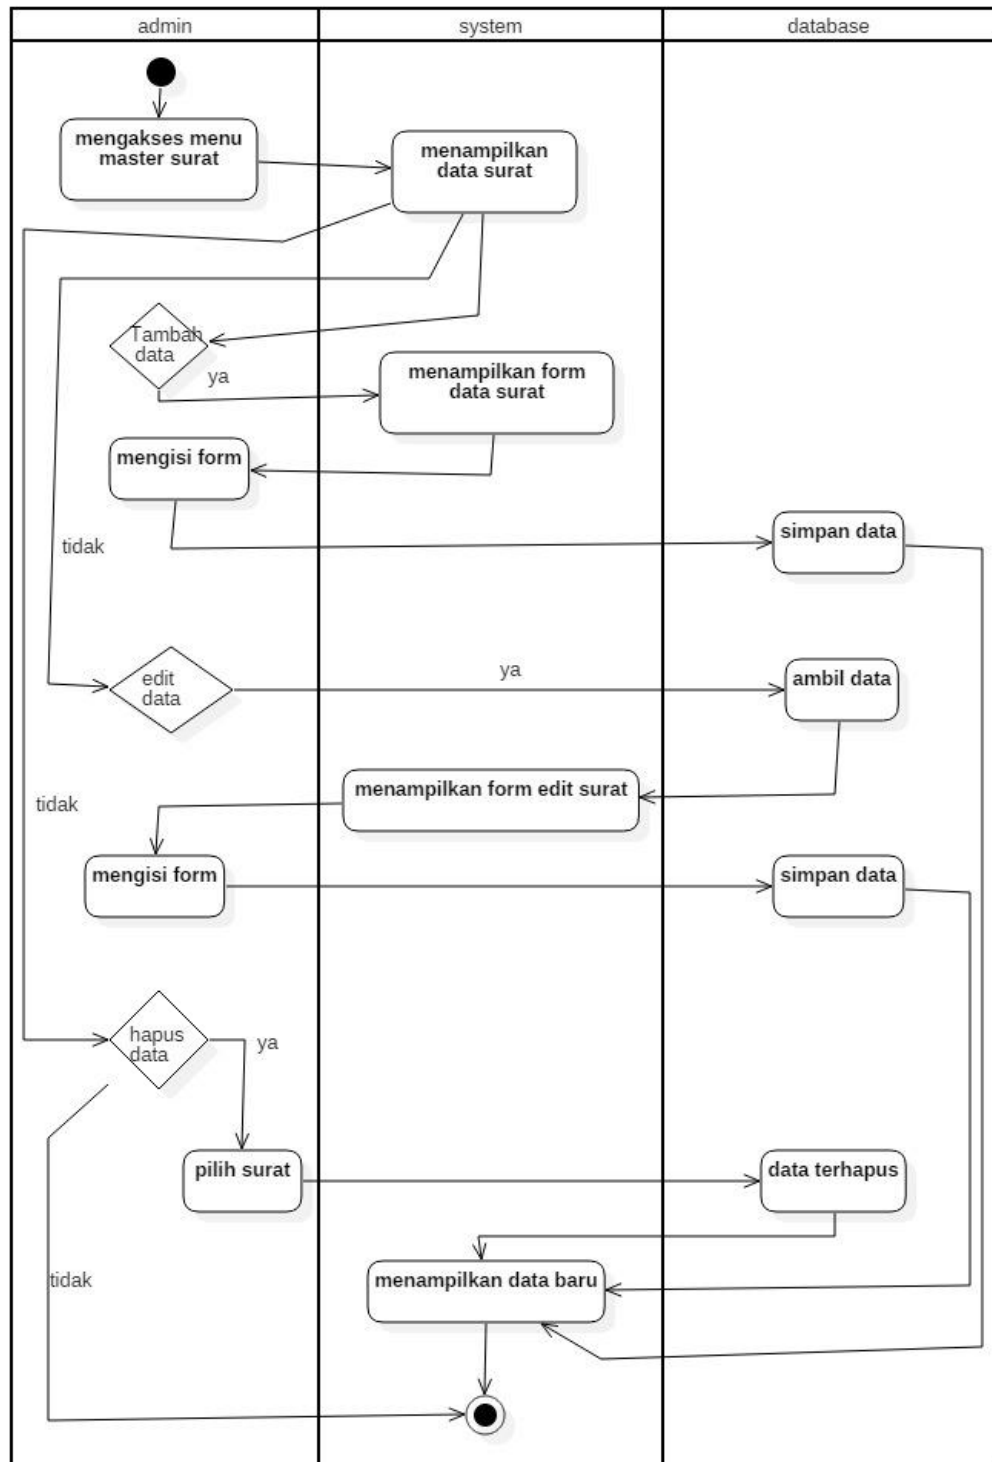 admin
system
database
mengakses menu
master surat
menampilkan
data surat
Tambah
data
ya
menampilkan form
data surat
mengisi form
tidak
simpan data
edit
data
ya
ambil data
menampilkan form edit surat
tidak
mengisi form
simpan data
hapus
data
ya
pilih surat
data terhapus
tidak
menampilkan data baru